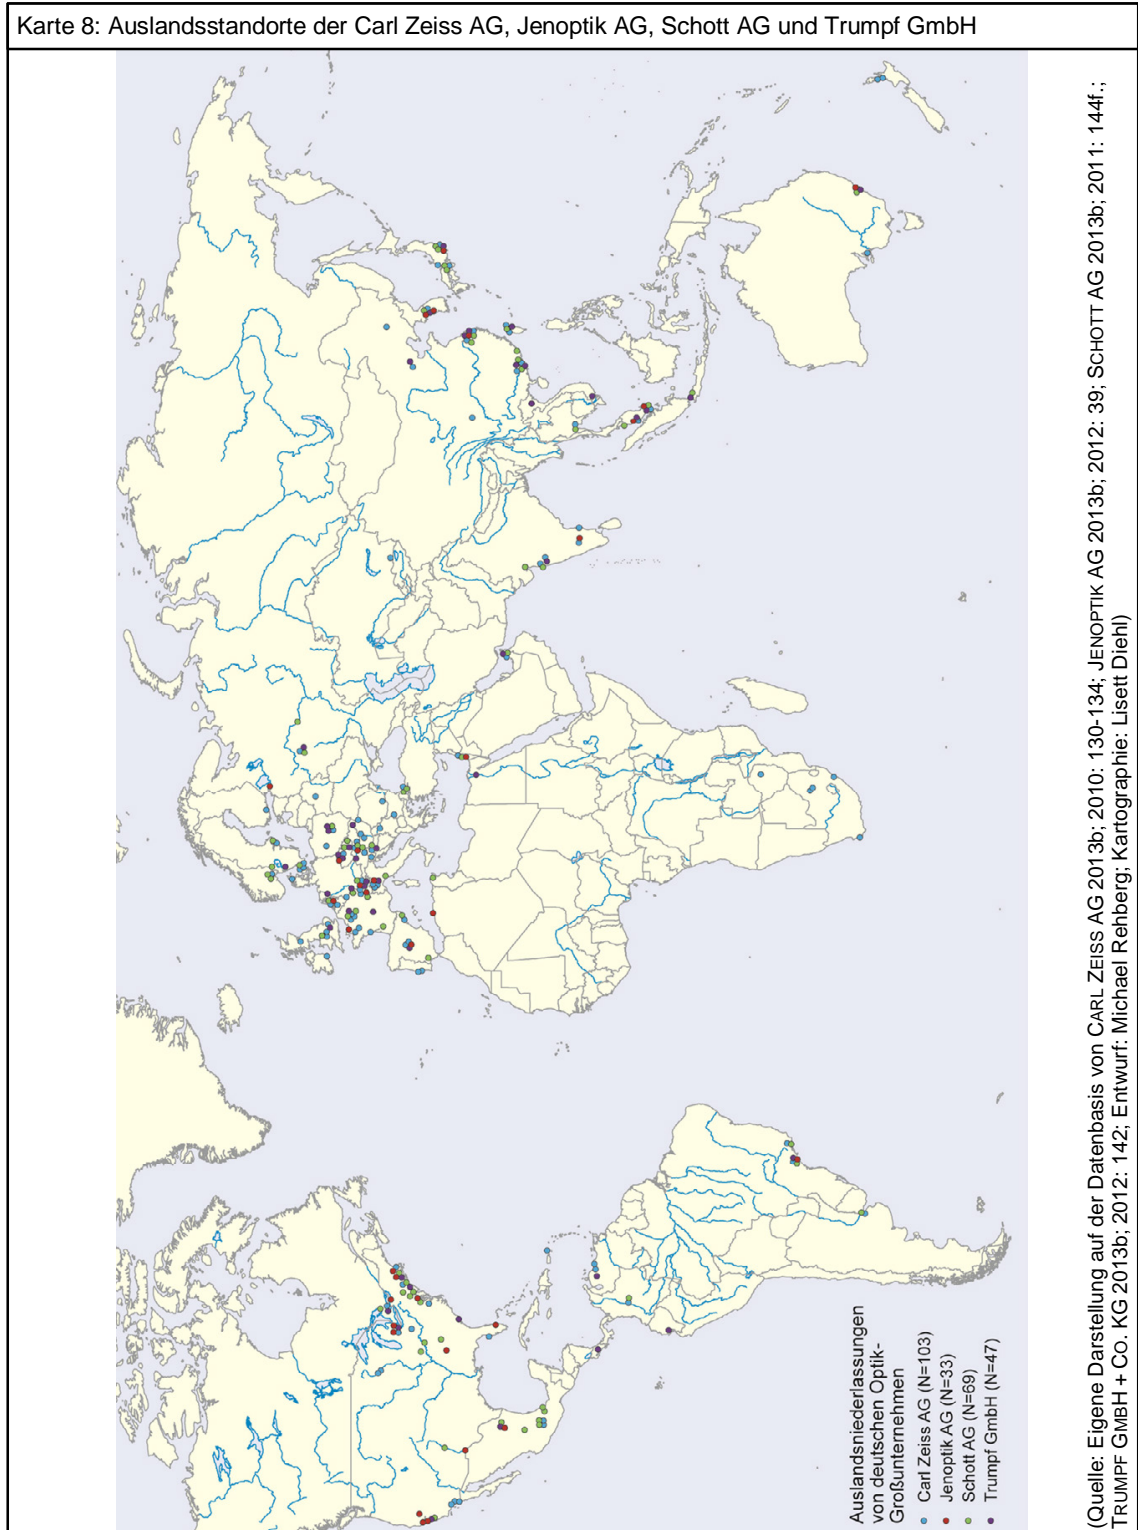 Karte 8: Auslandsstandorte der Carl Zeiss AG, Jenoptik AG, Schott AG und Trumpf GmbH
Auslandsniederlassungen
von deutschen Optik-
Großunternehmen
Carl Zeiss AG (N=103)
Jenoptik AG (N=33)
Schott AG (N=69)
Trumpf GmbH (N=47)
(Quelle: Eigene Darstellung auf der Datenbasis von CARL ZEISS AG 2013b; 2010: 130-134; JENOPTIK AG 2013b; 2012: 39; SCHOTT AG 2013b; 2011: 144f.;
TRUMPF GMBH + Co. KG 2013b; 2012: 142; Entwurf: Michael Rehberg; Kartographie: Lisett Diehl)